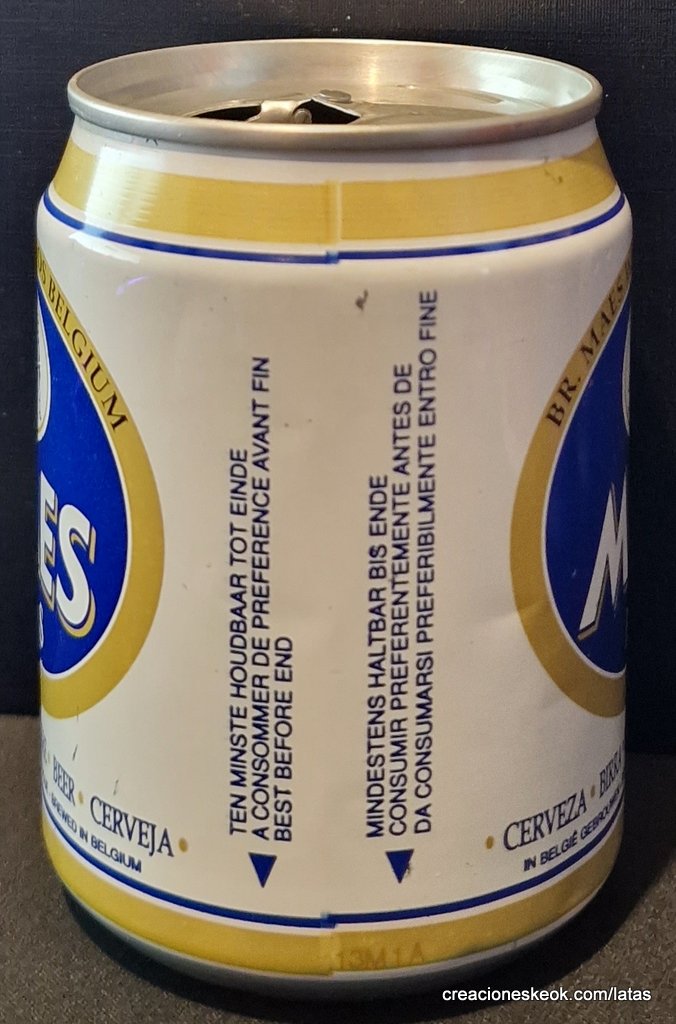 BELGIUM
ES
BEER · CERVEJA ·
BREWED IN BELGIUM
TEN MINSTE HOUDBAAR TOT EINDE
A CONSOMMER DE PREFERENCE AVANT FIN
BEST BEFORE END
MINDESTENS HALTBAR BIS ENDE
CONSUMIR PREFERENTEMENTE ANTES DE
DA CONSUMARSI PREFERIBILMENTE ENTRO FINE
BR. MAES
M
· CERVEZA · BIRRA
IN BELGIË GEBROUWEN
13M1A
creacioneskeok.com/latas